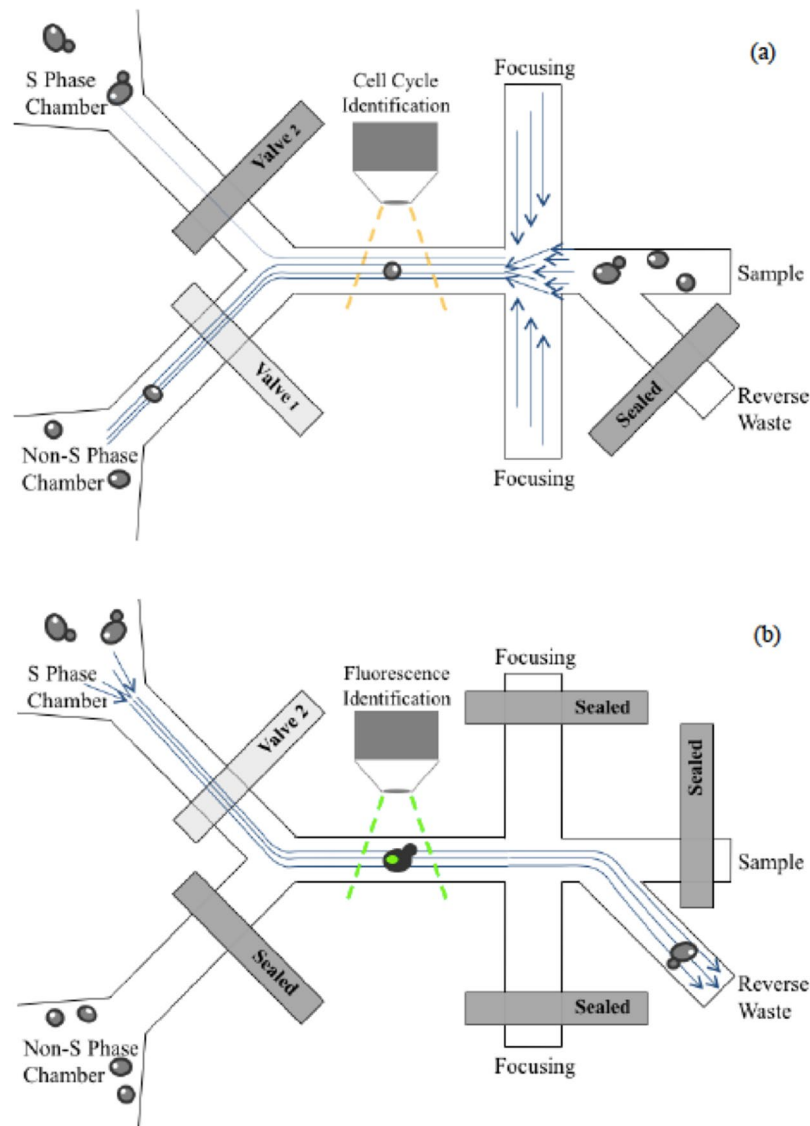 (a)
Focusing
Cell Cycle
Identification
S Phase
Chamber
Valve 2
Sample
Valve 1
Sealed
Reverse
Waste
Non-S Phase
Chamber
Focusing
(b)
Focusing
Fluorescence
Identification
S Phase
Chamber
Valve 2
Sealed
Sealed
Sample
Sealed
Reverse
Waste
Sealed
Non-S Phase
Chamber
Focusing